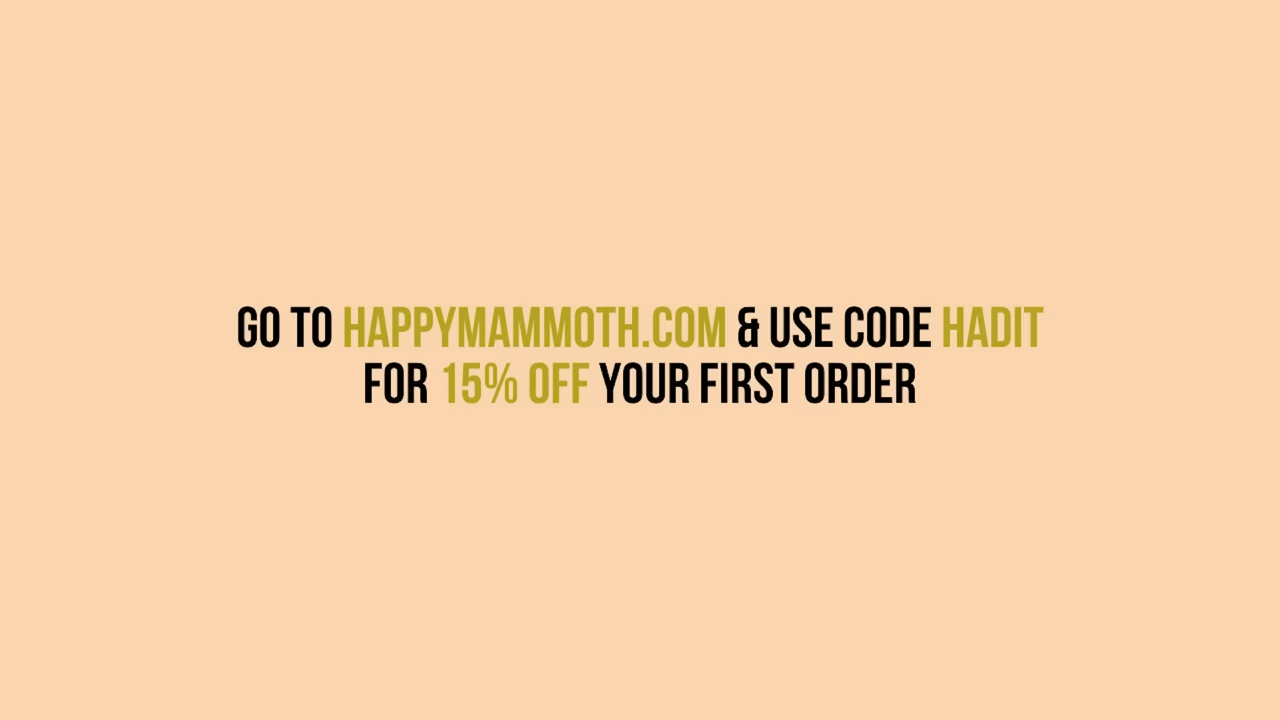 GO TO HAPPYMAMMOTH.COM & USE CODE HADIT
FOR 15% OFF YOUR FIRST ORDER